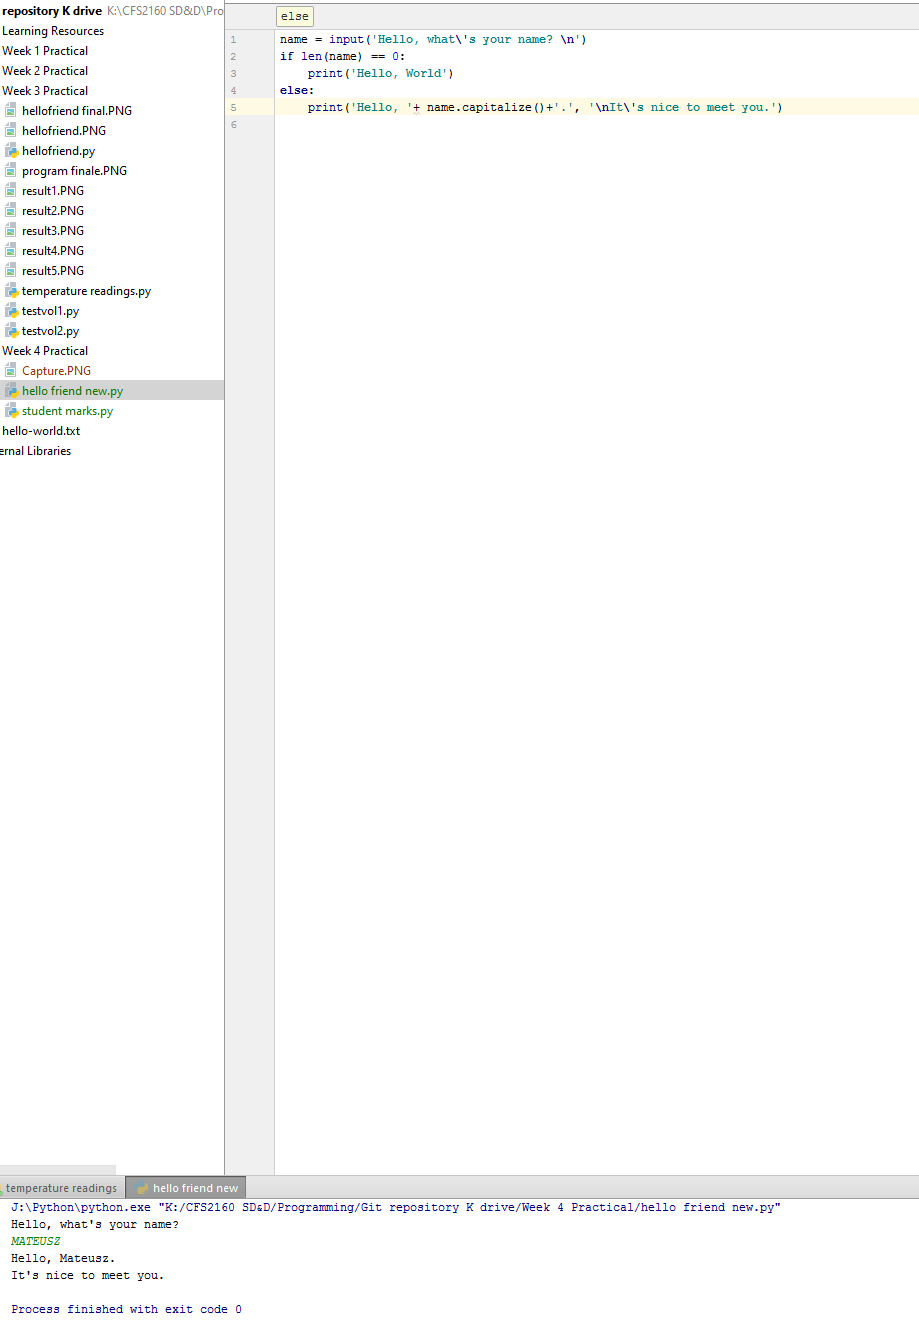 repository K drive K:\CFS2160 SD&D\Pro
Learning Resources
Week 1 Practical
Week 2 Practical
Week 3 Practical
hellofriend final.PNG
hellofriend.PNG
hellofriend.py
program finale.PNG
result1.PNG
result2.PNG
result3.PNG
result4.PNG
result5.PNG
temperature readings.py
testvol1.py
testvol2.py
Week 4 Practical
Capture.PNG
hello friend new.py
student marks.py
hello-world.txt
ernal Libraries
else
1 name = input('Hello, what\'s your name? \n')
2 if len(name) == 0:
3 print('Hello, World')
4 else:
5 print('Hello, '+ name.capitalize()+'.', '\nIt\'s nice to meet you.')
6
temperature readings hello friend new
J:\Python\python.exe "K:/CFS2160 SD&D/Programming/Git repository K drive/Week 4 Practical/hello friend new.py"
Hello, what's your name?
MATEUSZ
Hello, Mateusz.
It's nice to meet you.
Process finished with exit code 0